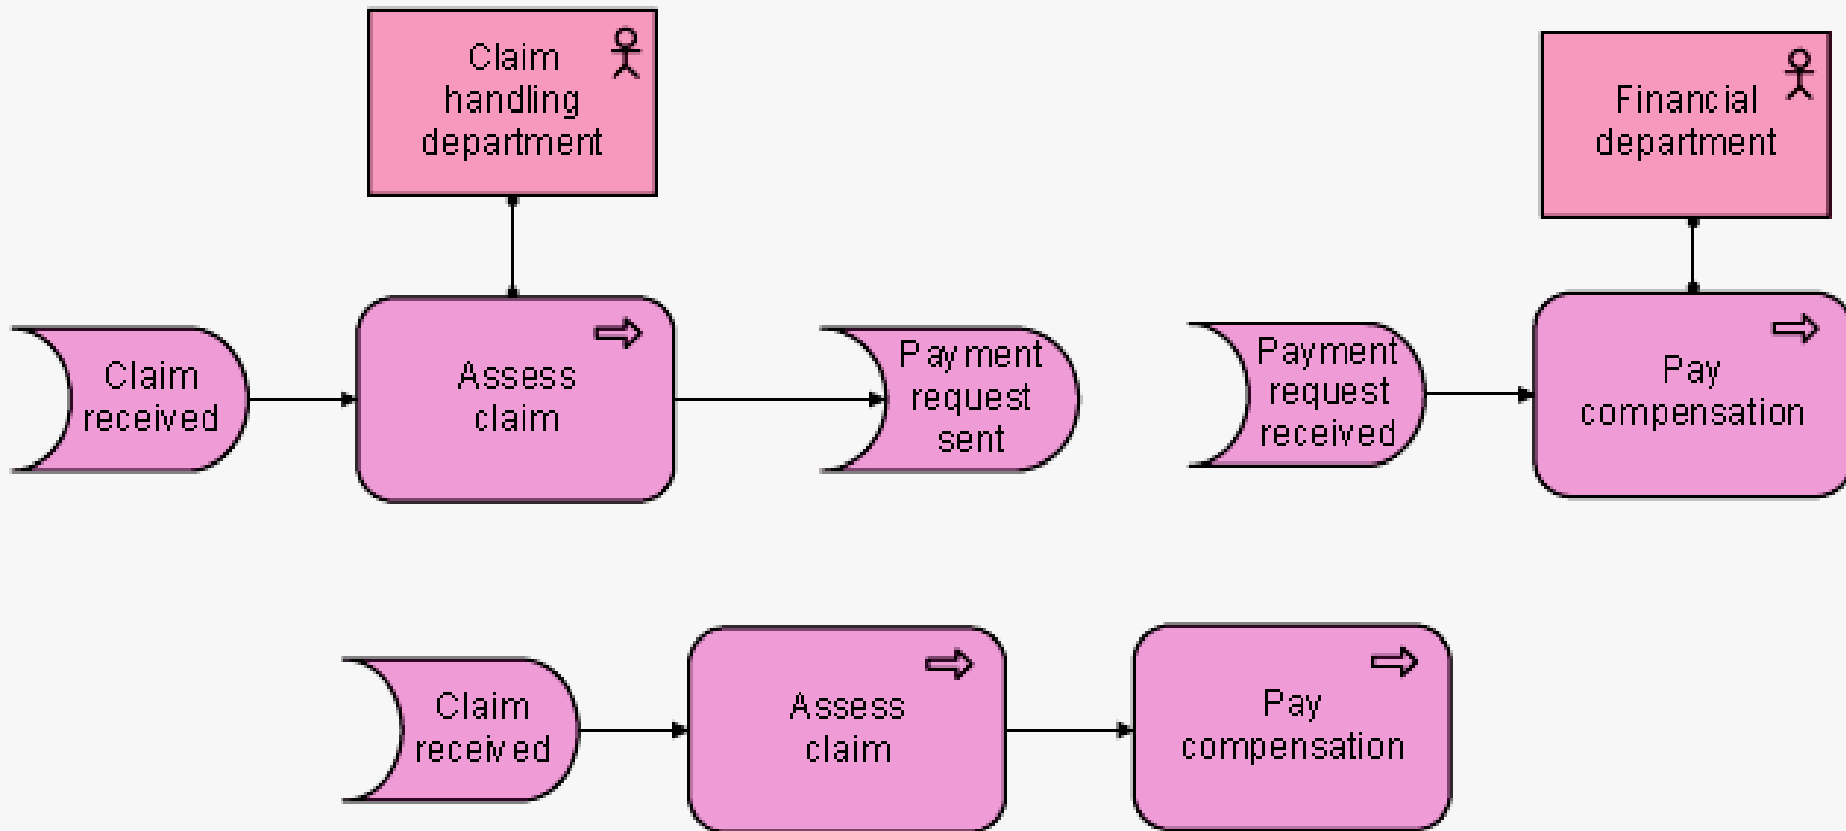 Claim
handling
department
Financial
department
Claim
received
Assess
claim
Payment
request
sent
Payment
request
received
Pay
compensation
Claim
received
Assess
claim
Pay
compensation